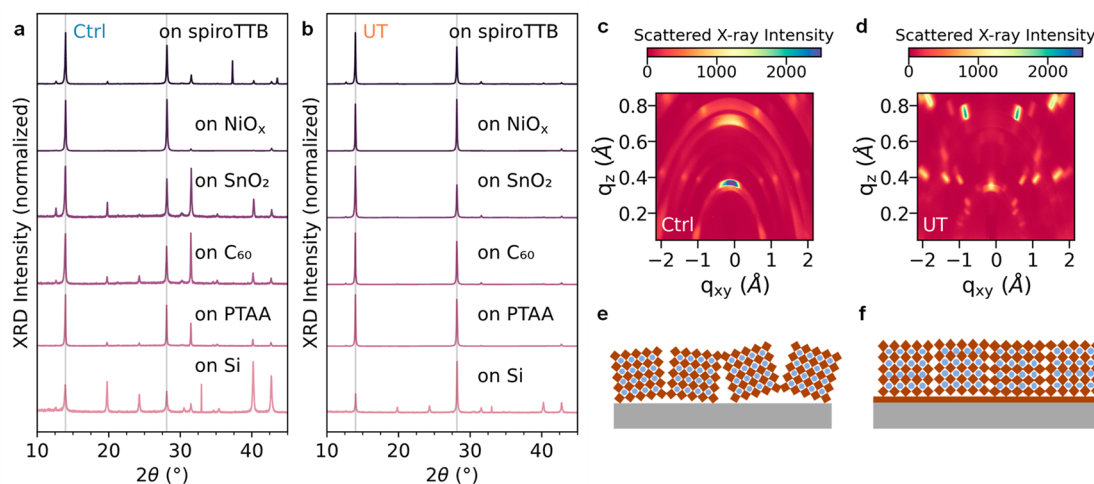 a
Ctrl
on spiroTTB
on NiOₓ
on SnO₂
on C₆₀
on PTAA
on Si
XRD Intensity (normalized)
10 20 30 40
2θ (°)
b
UT
on spiroTTB
on NiOₓ
on SnO₂
on C₆₀
on PTAA
on Si
XRD Intensity (normalized)
10 20 30 40
2θ (°)
c
Scattered X-ray Intensity
0 1000 2000
0.8
0.6
0.4
0.2
q_z (Å)
Ctrl
−2 −1 0 1 2
q_xy (Å)
d
Scattered X-ray Intensity
0 1000 2000
0.8
0.6
0.4
0.2
q_z (Å)
UT
−2 −1 0 1 2
q_xy (Å)
e
f